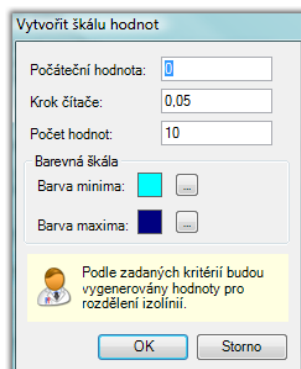 Vytvořit škálu hodnot
Počáteční hodnota: 0
Krok čítače: 0,05
Počet hodnot: 10
Barevná škála
Barva minima: ...
Barva maxima: ...
Podle zadaných kritérií budou
vygenerovány hodnoty pro
rozdělení izolínií.
OK Storno